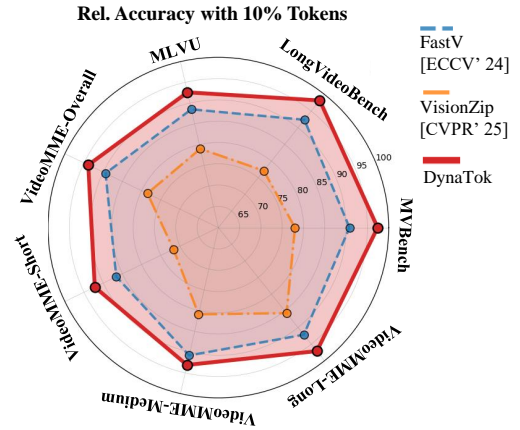 Rel. Accuracy with 10% Tokens
FastV
[ECCV' 24]
VisionZip
[CVPR' 25]
DynaTok
MLVU
LongVideoBench
VideoMME-Overall
100
95
90
85
80
75
70
65
MVBench
VideoMME-Short
VideoMME-Long
VideoMME-Medium